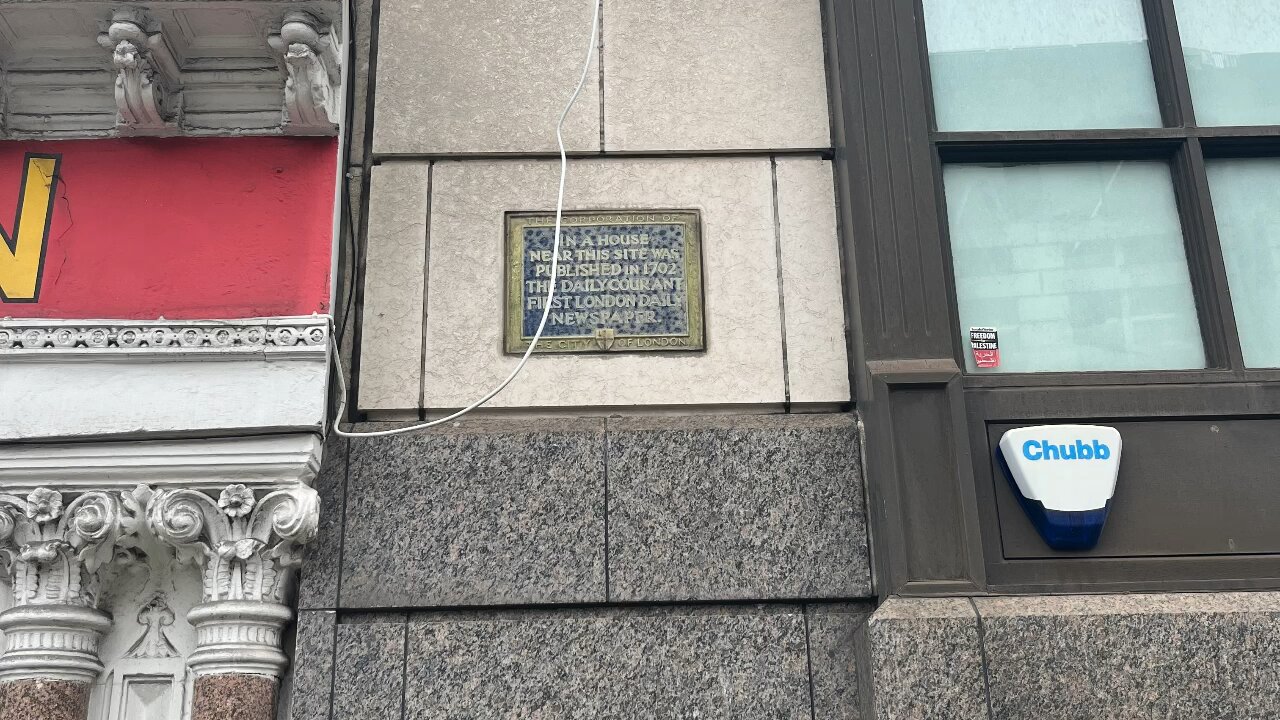 N
THE CORPORATION OF
IN A HOUSE
NEAR THIS SITE WAS
PUBLISHED IN 1702
THE DAILY COURANT
FIRST LONDON DAILY
NEWSPAPER
THE CITY OF LONDON
FREEDOM
PALESTINE
Chubb